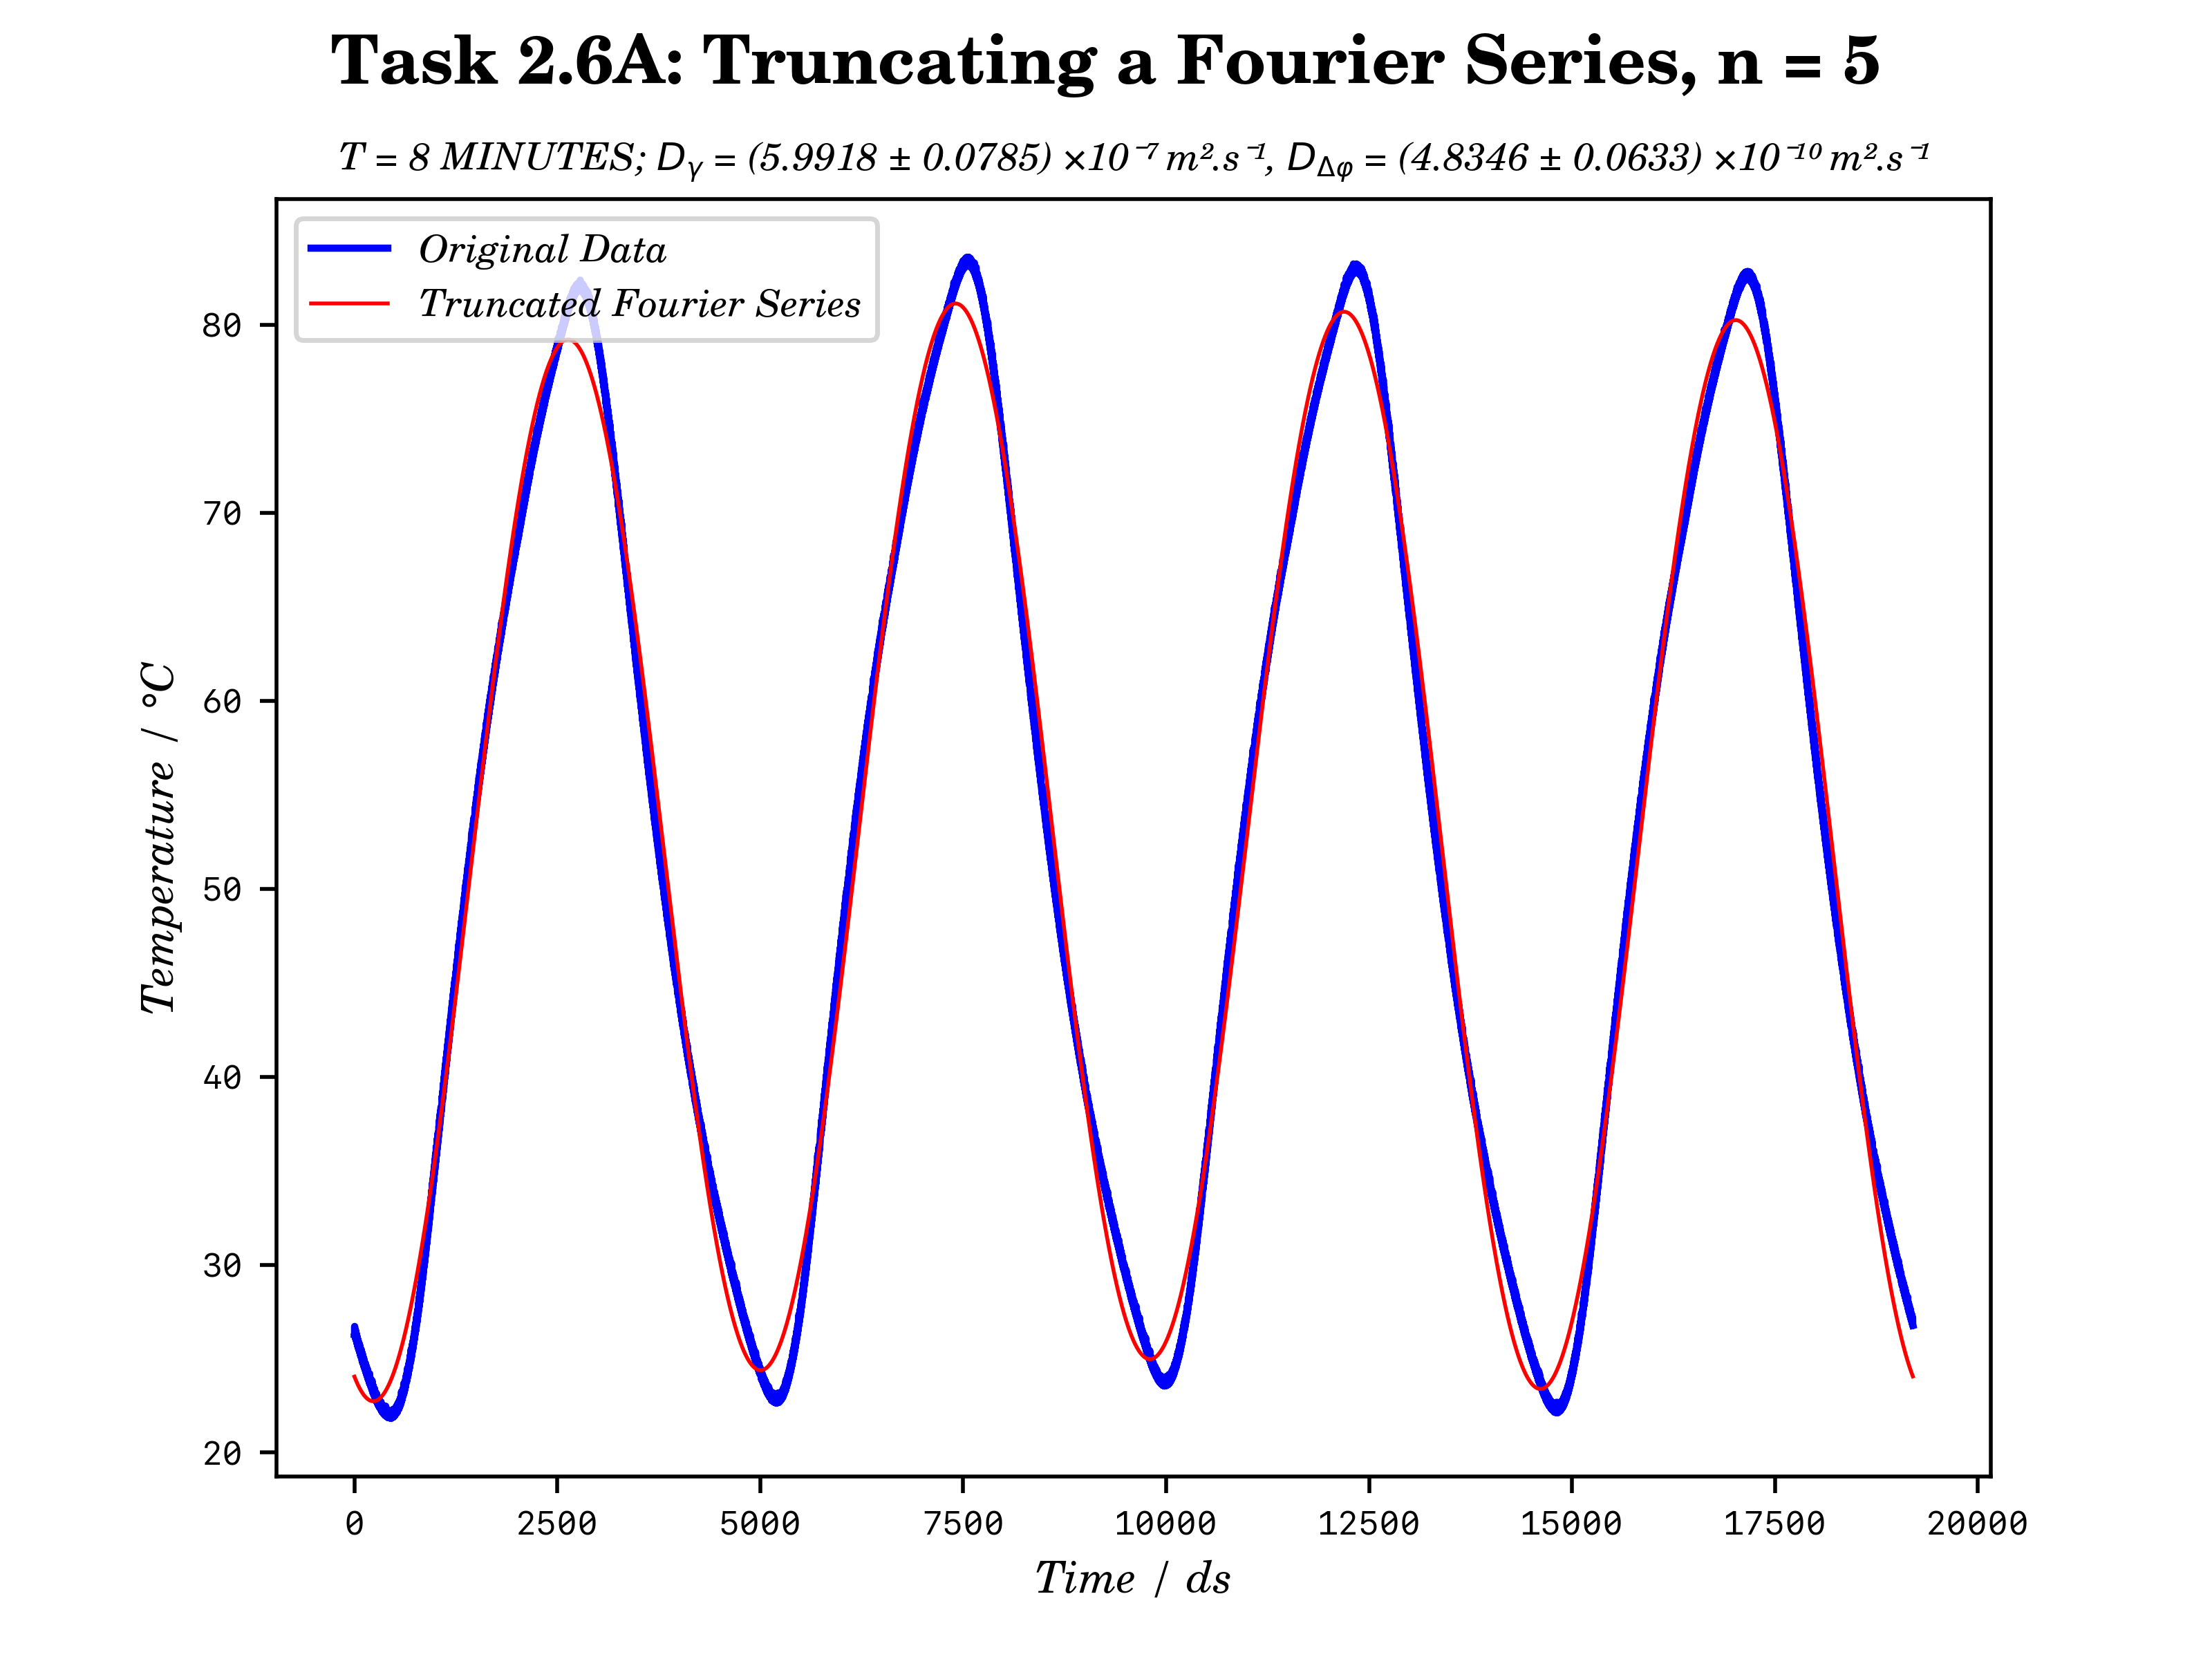 Task 2.6A: Truncating a Fourier Series, n = 5
T = 8 MINUTES; Dᵧ = (5.9918 ± 0.0785) ×10⁻⁷ m².s⁻¹, D_Δφ = (4.8346 ± 0.0633) ×10⁻¹⁰ m².s⁻¹
Original Data
Truncated Fourier Series
Temperature / °C
80
70
60
50
40
30
20
0 2500 5000 7500 10000 12500 15000 17500 20000
Time / ds